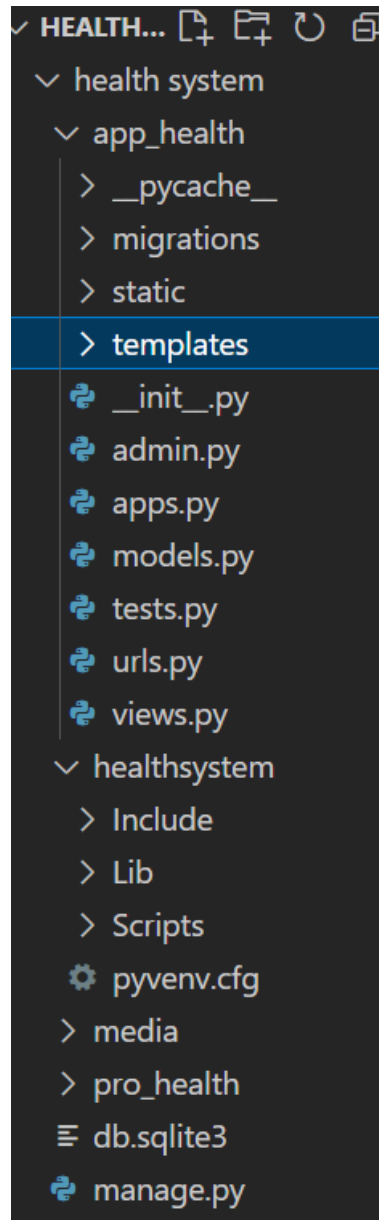 HEALTH...
health system
app_health
__pycache__
migrations
static
templates
__init__.py
admin.py
apps.py
models.py
tests.py
urls.py
views.py
healthsystem
Include
Lib
Scripts
pyvenv.cfg
media
pro_health
db.sqlite3
manage.py